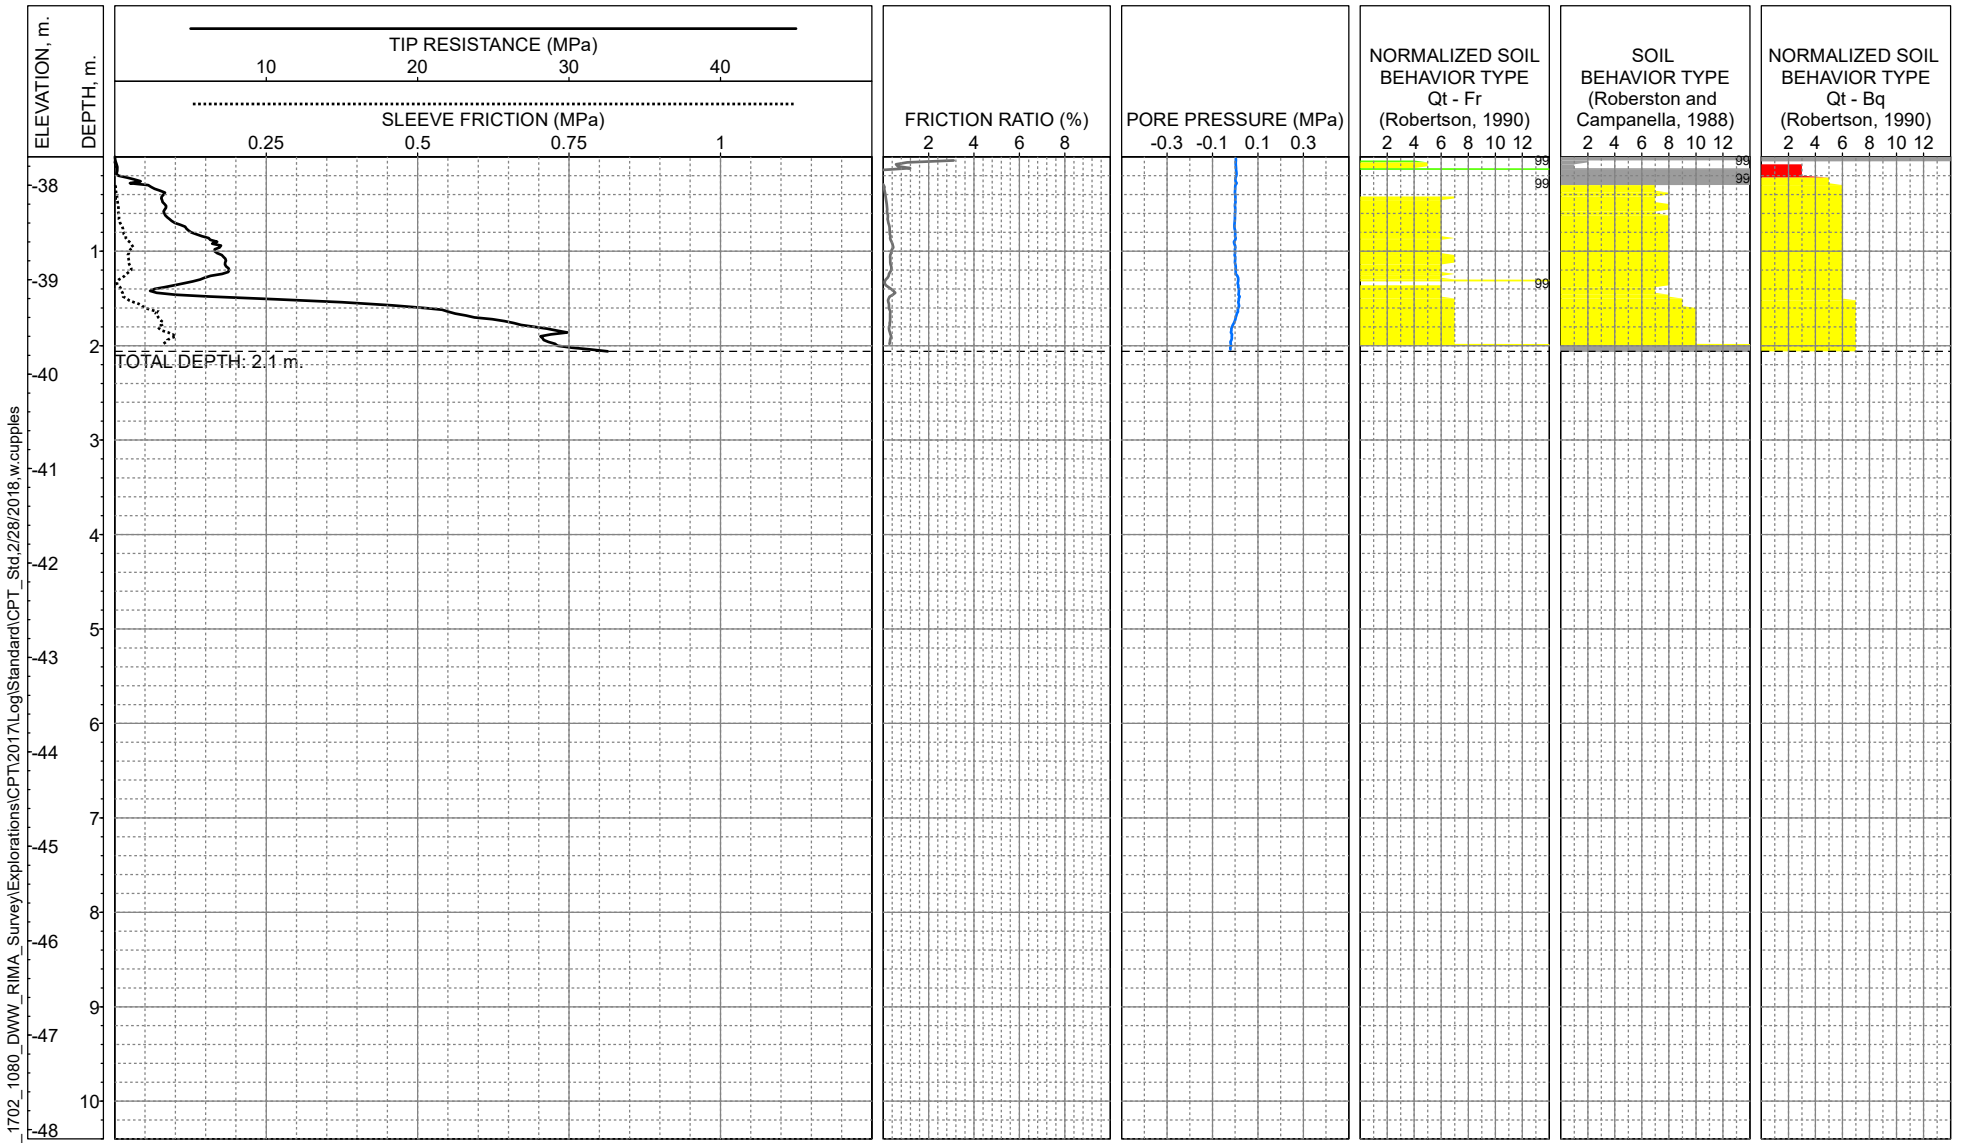 ELEVATION, m.
DEPTH, m.
TIP RESISTANCE (MPa)
10 20 30 40
SLEEVE FRICTION (MPa)
0.25 0.5 0.75 1
FRICTION RATIO (%)
2 4 6 8
PORE PRESSURE (MPa)
-0.3 -0.1 0.1 0.3
NORMALIZED SOIL
BEHAVIOR TYPE
Qt - Fr
(Robertson, 1990)
2 4 6 8 10 12
SOIL
BEHAVIOR TYPE
(Roberston and
Campanella, 1988)
2 4 6 8 10 12
NORMALIZED SOIL
BEHAVIOR TYPE
Qt - Bq
(Robertson, 1990)
2 4 6 8 10 12
99
99
99
99
99
-38
-39
-40
-41
-42
-43
-44
-45
-46
-47
-48
1
2
3
4
5
6
7
8
9
10
TOTAL DEPTH: 2.1 m.
_1702_1080_DWW_RIMA_Survey\Explorations\CPT\2017\Log\Standard\CPT_Std,2/28/2018,w.cupples